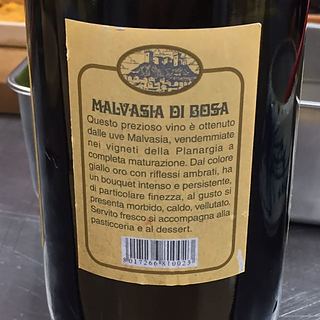 MALVASIA DI BOSA
Questo prezioso vino è ottenuto
dalle uve Malvasia, vendemmiate
nei vigneti della Planargia a
completa maturazione. Dal colore
giallo oro con riflessi ambrati, ha
un bouquet intenso e persistente,
di particolare finezza, al gusto si
presenta morbido, caldo, vellutato.
Servito fresco si accompagna alla
pasticceria e al dessert.
8017266810023